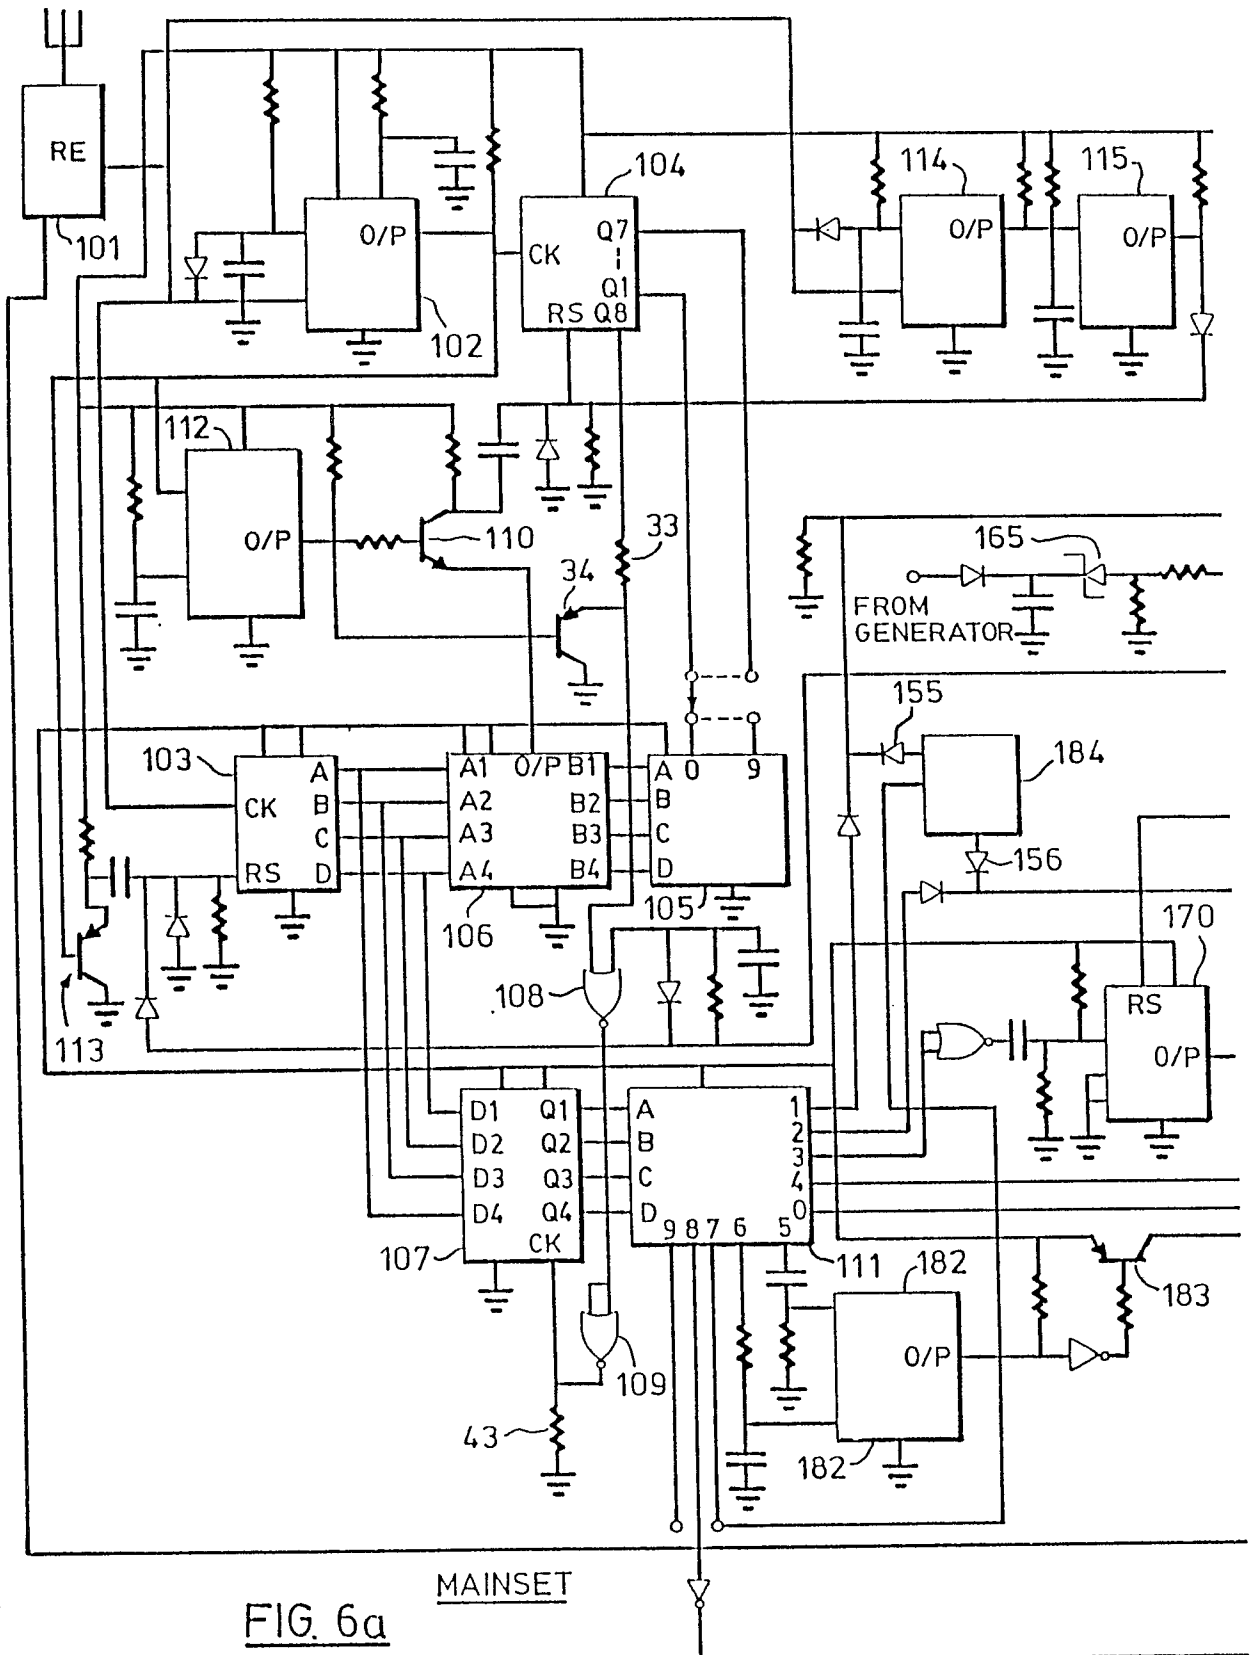 RE
101
O/P
102
104
Q7
CK
Q1
RS Q8
114
O/P
115
O/P
112
O/P
110
33
34
165
FROM
GENERATOR
155
184
156
103
A
B
C
D
CK
RS
A1
A2
A3
A4
O/P
B1
B2
B3
B4
106
A
B
C
D
0
9
105
113
108
170
RS
O/P
D1
D2
D3
D4
Q1
Q2
Q3
Q4
CK
107
A
B
C
D
1
2
3
4
0
9 8 7 6 5
111
182
O/P
182
183
109
43
MAINSET
FIG. 6a